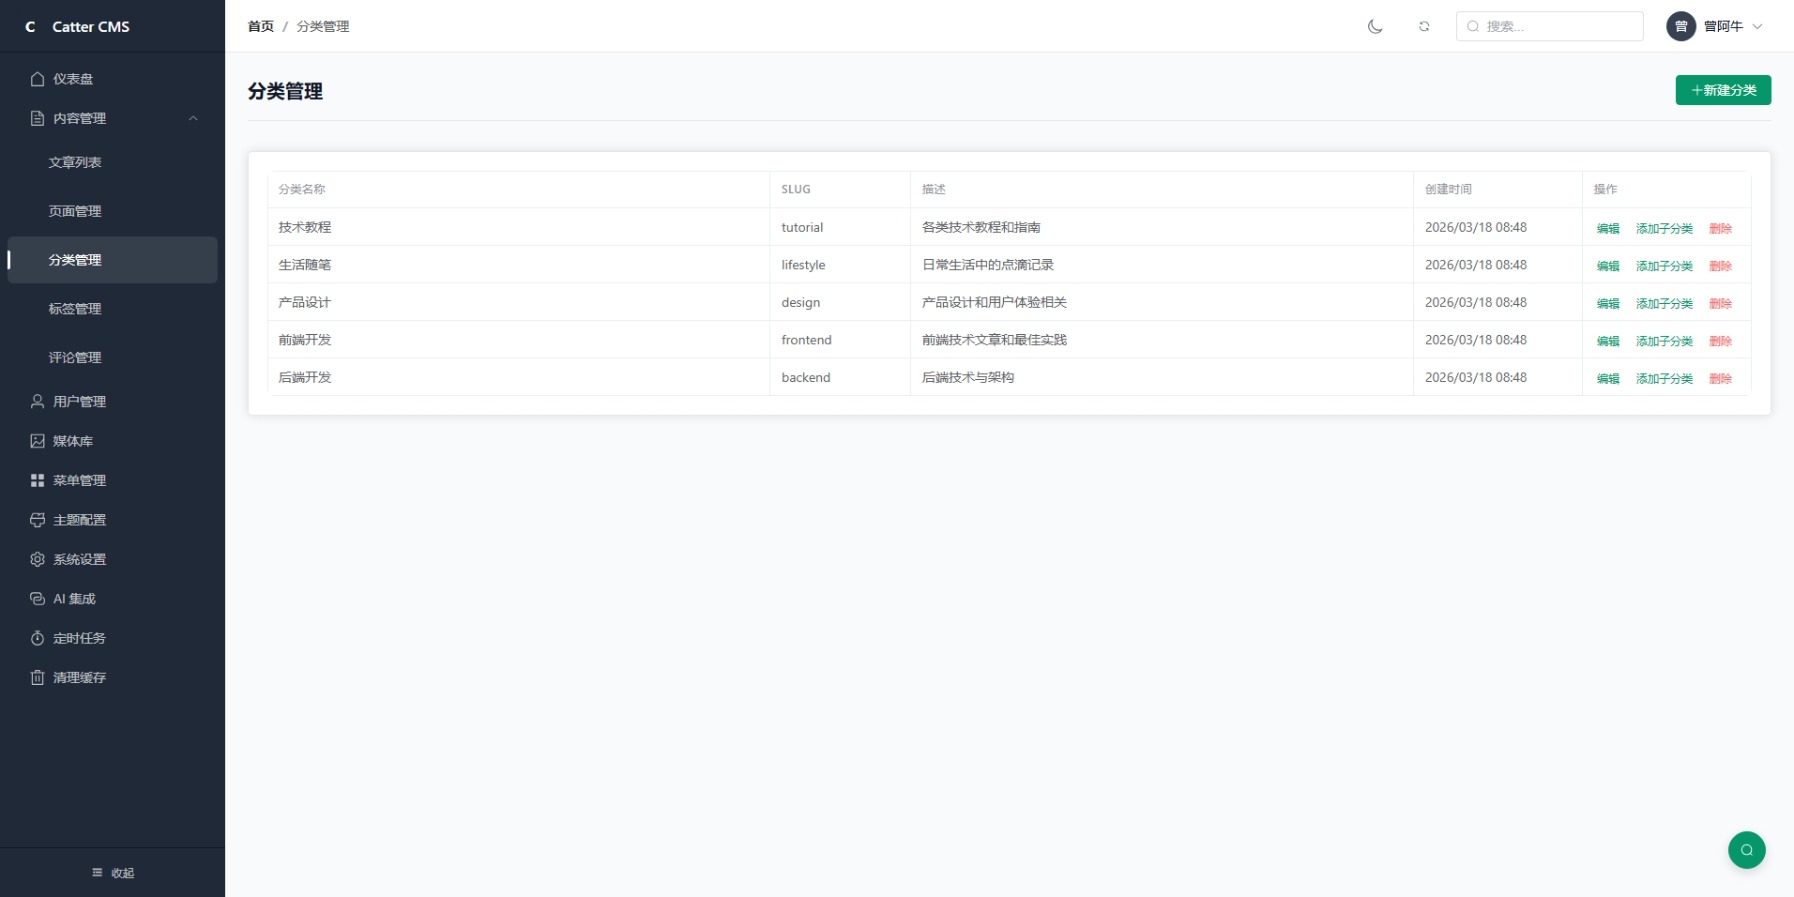 C Catter CMS
首页 / 分类管理
搜索...
曾 曾阿牛
仪表盘
内容管理
文章列表
页面管理
分类管理
标签管理
评论管理
用户管理
媒体库
菜单管理
主题配置
系统设置
AI 集成
定时任务
清理缓存
收起
分类管理
+新建分类
分类名称 SLUG 描述 创建时间 操作
技术教程 tutorial 各类技术教程和指南 2026/03/18 08:48 编辑 添加子分类 删除
生活随笔 lifestyle 日常生活中的点滴记录 2026/03/18 08:48 编辑 添加子分类 删除
产品设计 design 产品设计和用户体验相关 2026/03/18 08:48 编辑 添加子分类 删除
前端开发 frontend 前端技术文章和最佳实践 2026/03/18 08:48 编辑 添加子分类 删除
后端开发 backend 后端技术与架构 2026/03/18 08:48 编辑 添加子分类 删除